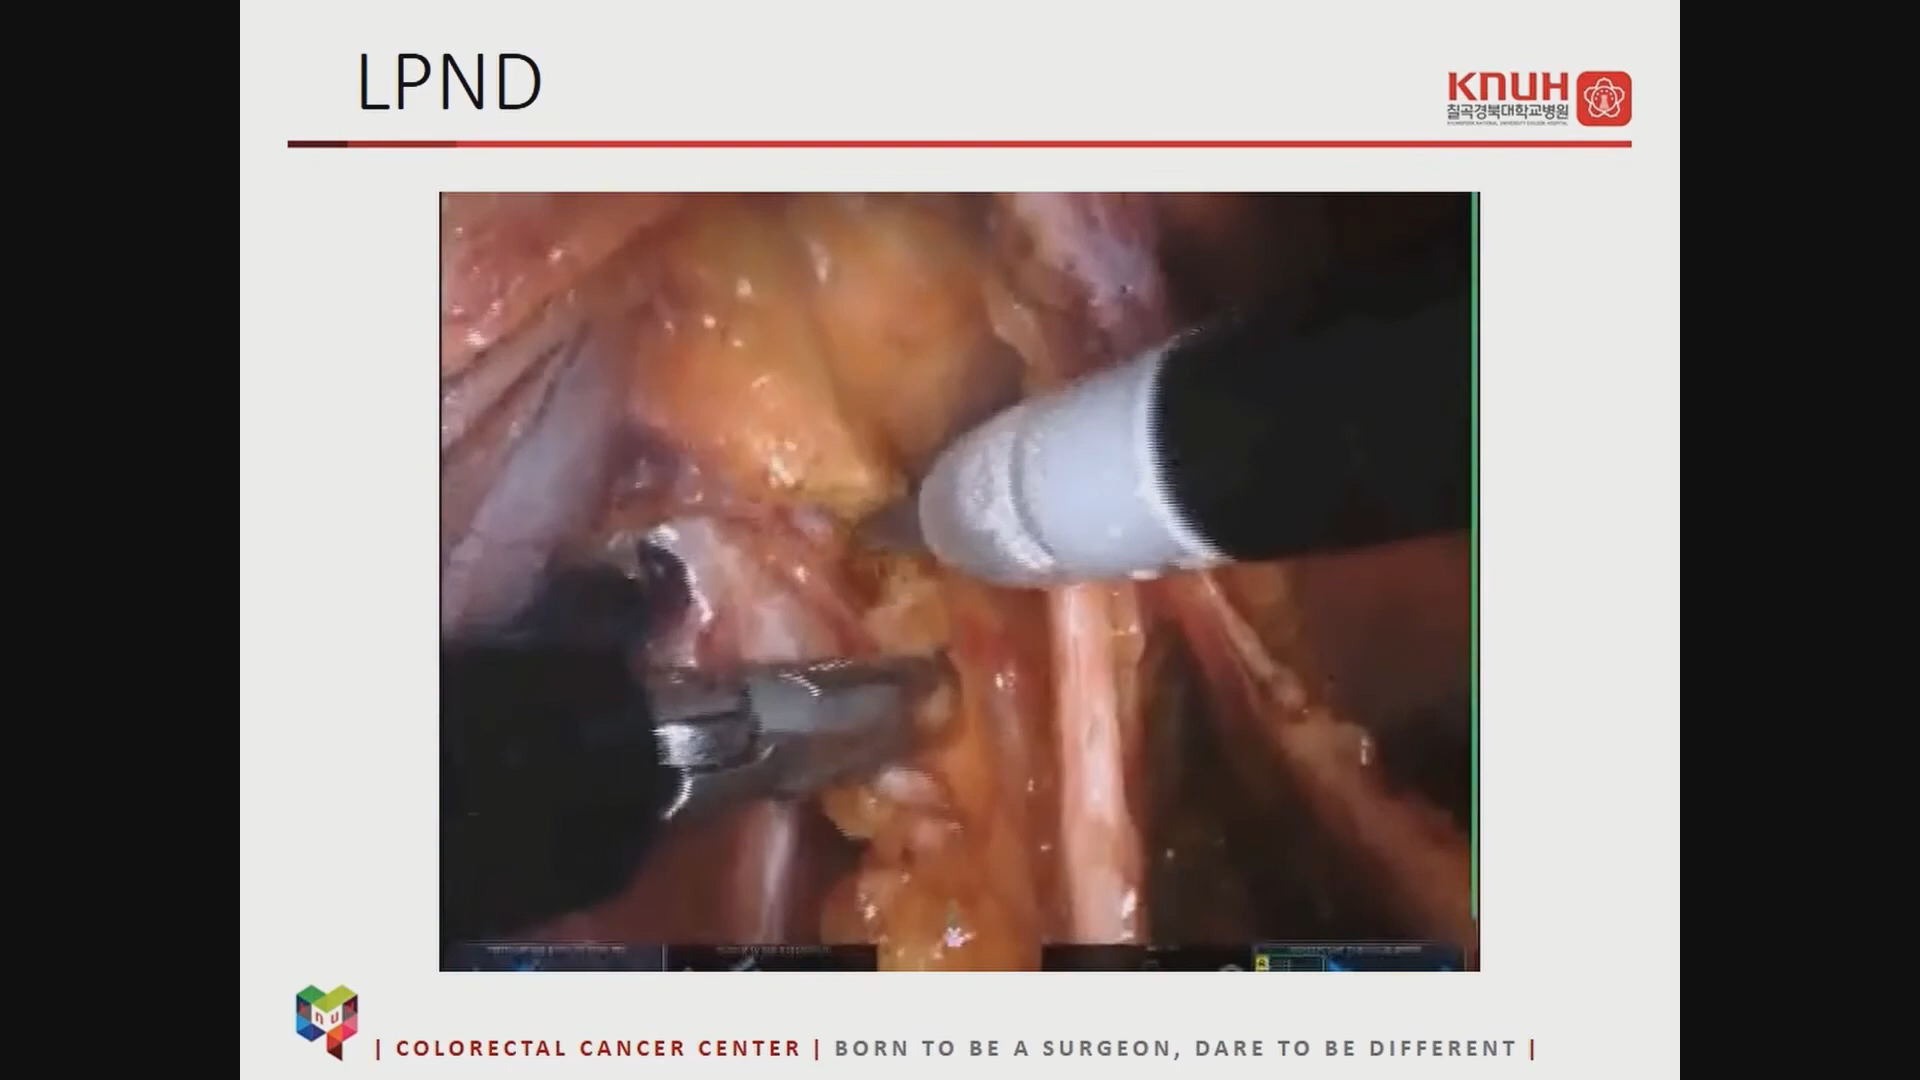 LPND
KNUH
칠곡경북대학교병원
KNU
| COLORECTAL CANCER CENTER | BORN TO BE A SURGEON, DARE TO BE DIFFERENT |